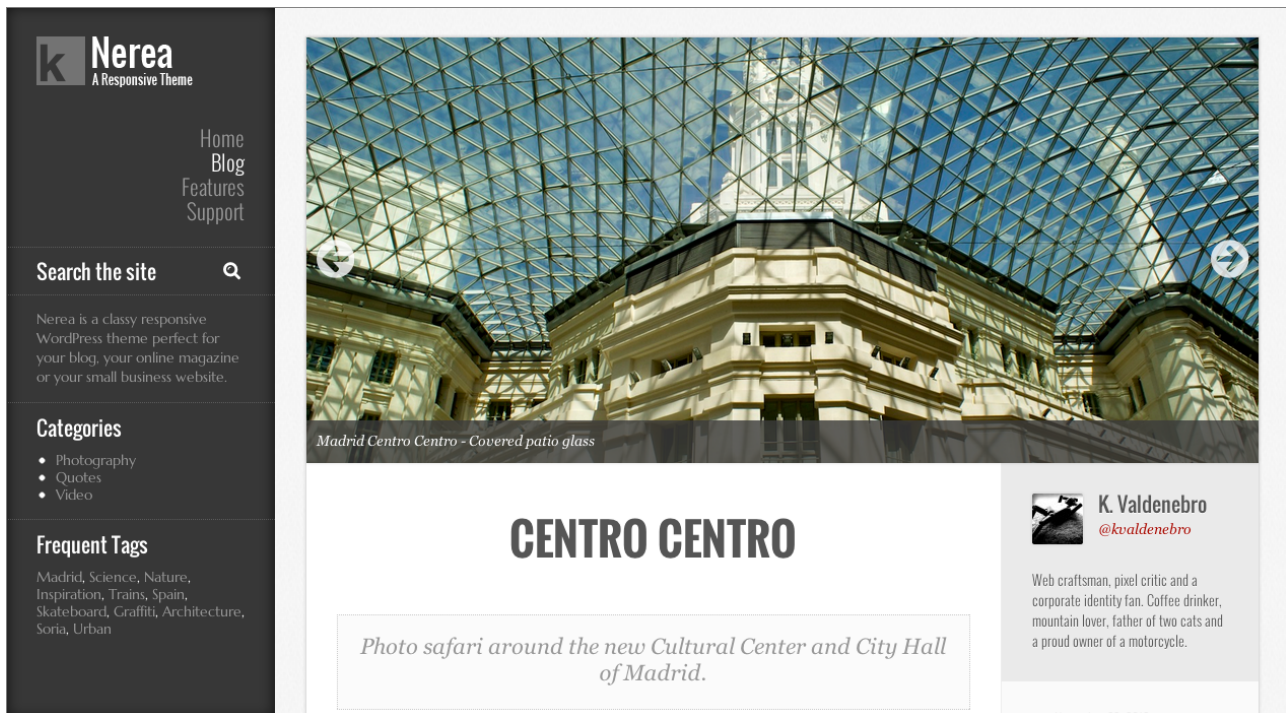 k
Nerea
A Responsive Theme
Home
Blog
Features
Support
Search the site
Nerea is a classy responsive
WordPress theme perfect for
your blog, your online magazine
or your small business website.
Categories
Photography
Quotes
Video
Frequent Tags
Madrid, Science, Nature,
Inspiration, Trains, Spain,
Skateboard, Graffiti, Architecture,
Soria, Urban
Madrid Centro Centro - Covered patio glass
CENTRO CENTRO
Photo safari around the new Cultural Center and City Hall
of Madrid.
K. Valdenebro
@kvaldenebro
Web craftsman, pixel critic and a
corporate identity fan. Coffee drinker,
mountain lover, father of two cats and
a proud owner of a motorcycle.